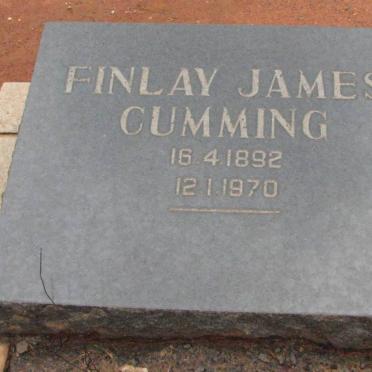 FINLAY JAMES
CUMMING
16.4.1892
12.1.1970